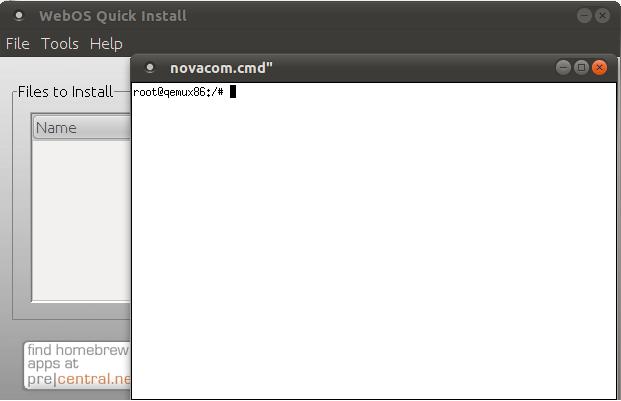 WebOS Quick Install
File Tools Help
novacom.cmd"
Files to Install
root@qemux86:/#
Name
find homebrew
apps at
pre|central.ne